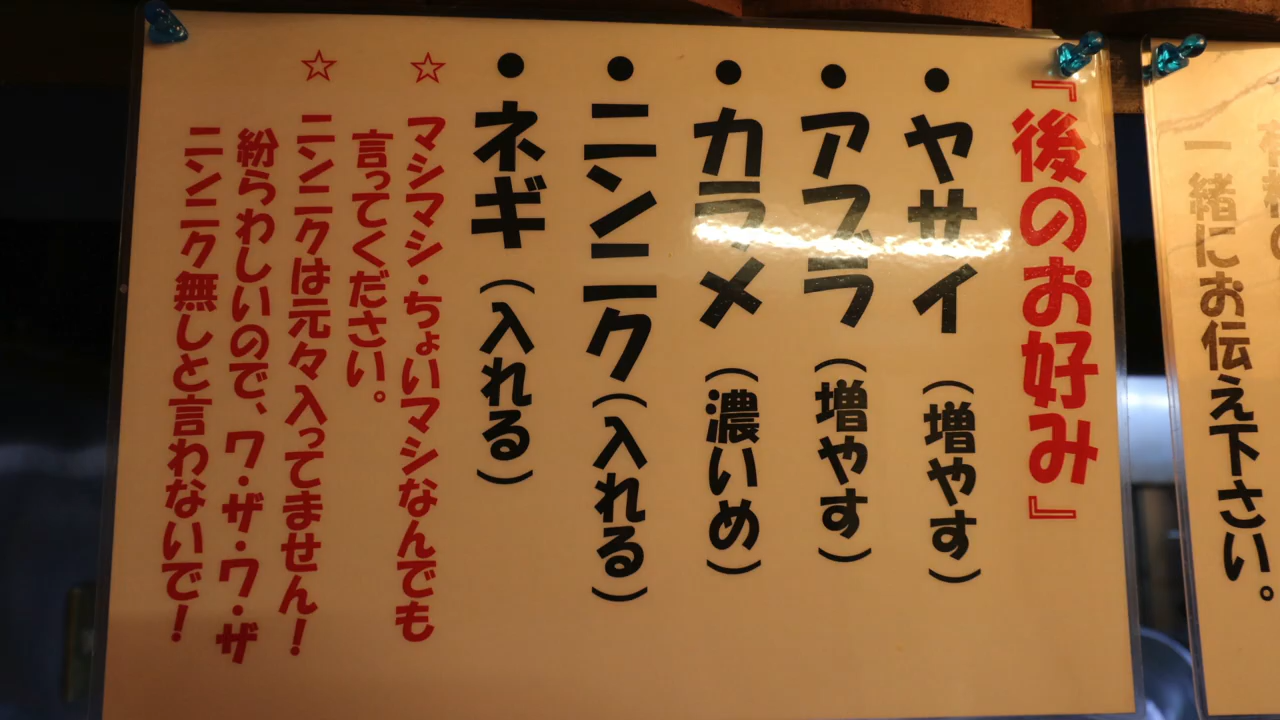 一緒にお伝え下さい。
『後のお好み』
●ヤサイ(増やす)
●アブラ(増やす)
●カラメ(濃いめ)
●ニンニク(入れる)
●ネギ(入れる)
☆マシマシ・ちょいマシなんでも
言ってください。
☆ニンニクは元々入ってません!
紛らわしいので、ワ・ザ・ワ・ザ
ニンニク無しと言わないで!